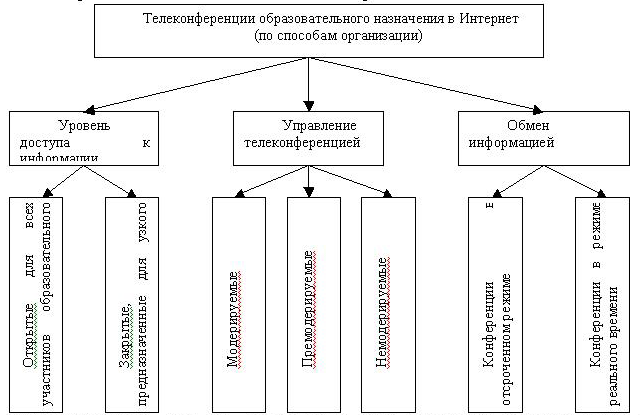 Телеконференции образовательного назначения в Интернет
(по способам организации)
Уровень
доступа к
информации
Управление
телеконференцией
Обмен
информацией
Открытые для всех
участников образовательного
Закрытые,
предназначенные для узкого
Модерируемые
Премодерируемые
Немодерируемые
Конференции в
отсроченном режиме
Конференции в режиме
реального времени